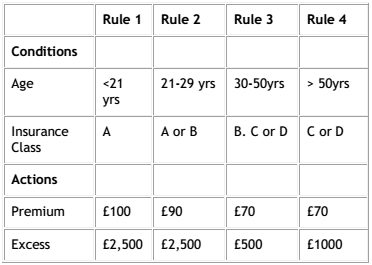 Rule 1 Rule 2 Rule 3 Rule 4
Conditions
Age <21 yrs 21-29 yrs 30-50yrs > 50yrs
Insurance Class A A or B B. C or D C or D
Actions
Premium £100 £90 £70 £70
Excess £2,500 £2,500 £500 £1000